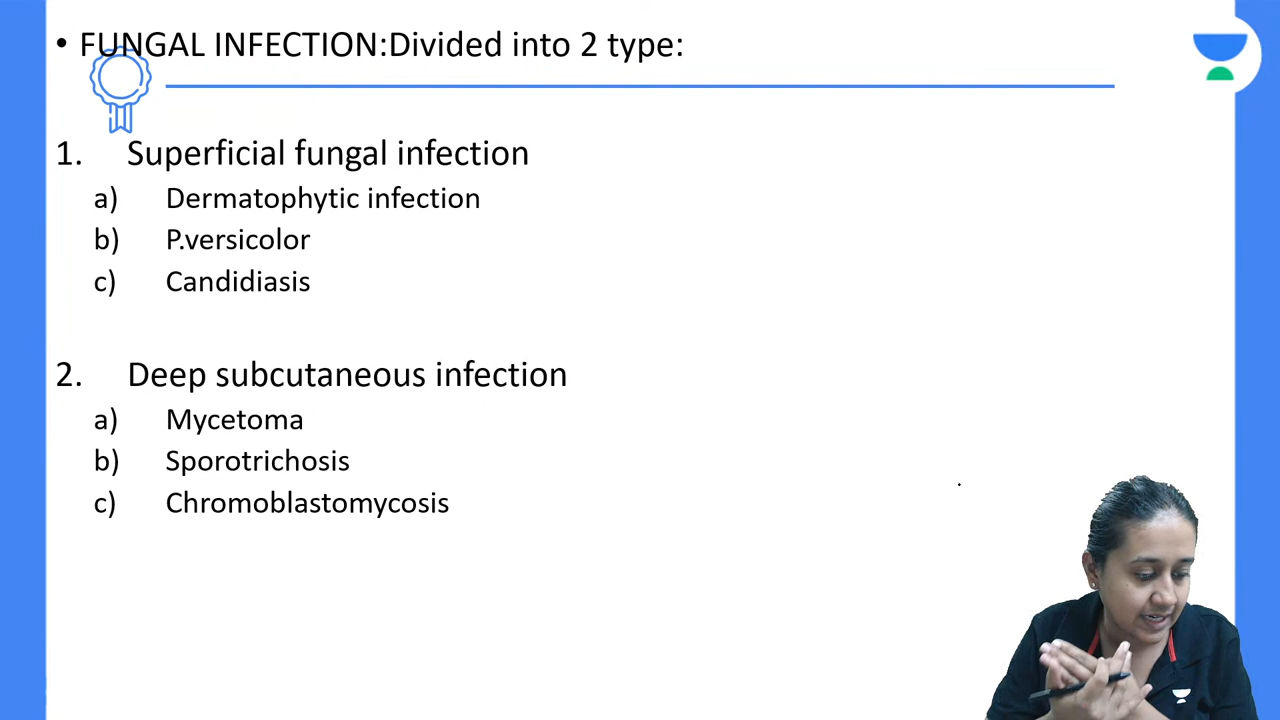 • FUNGAL INFECTION:Divided into 2 type:
1. Superficial fungal infection
a) Dermatophytic infection
b) P.versicolor
c) Candidiasis
2. Deep subcutaneous infection
a) Mycetoma
b) Sporotrichosis
c) Chromoblastomycosis